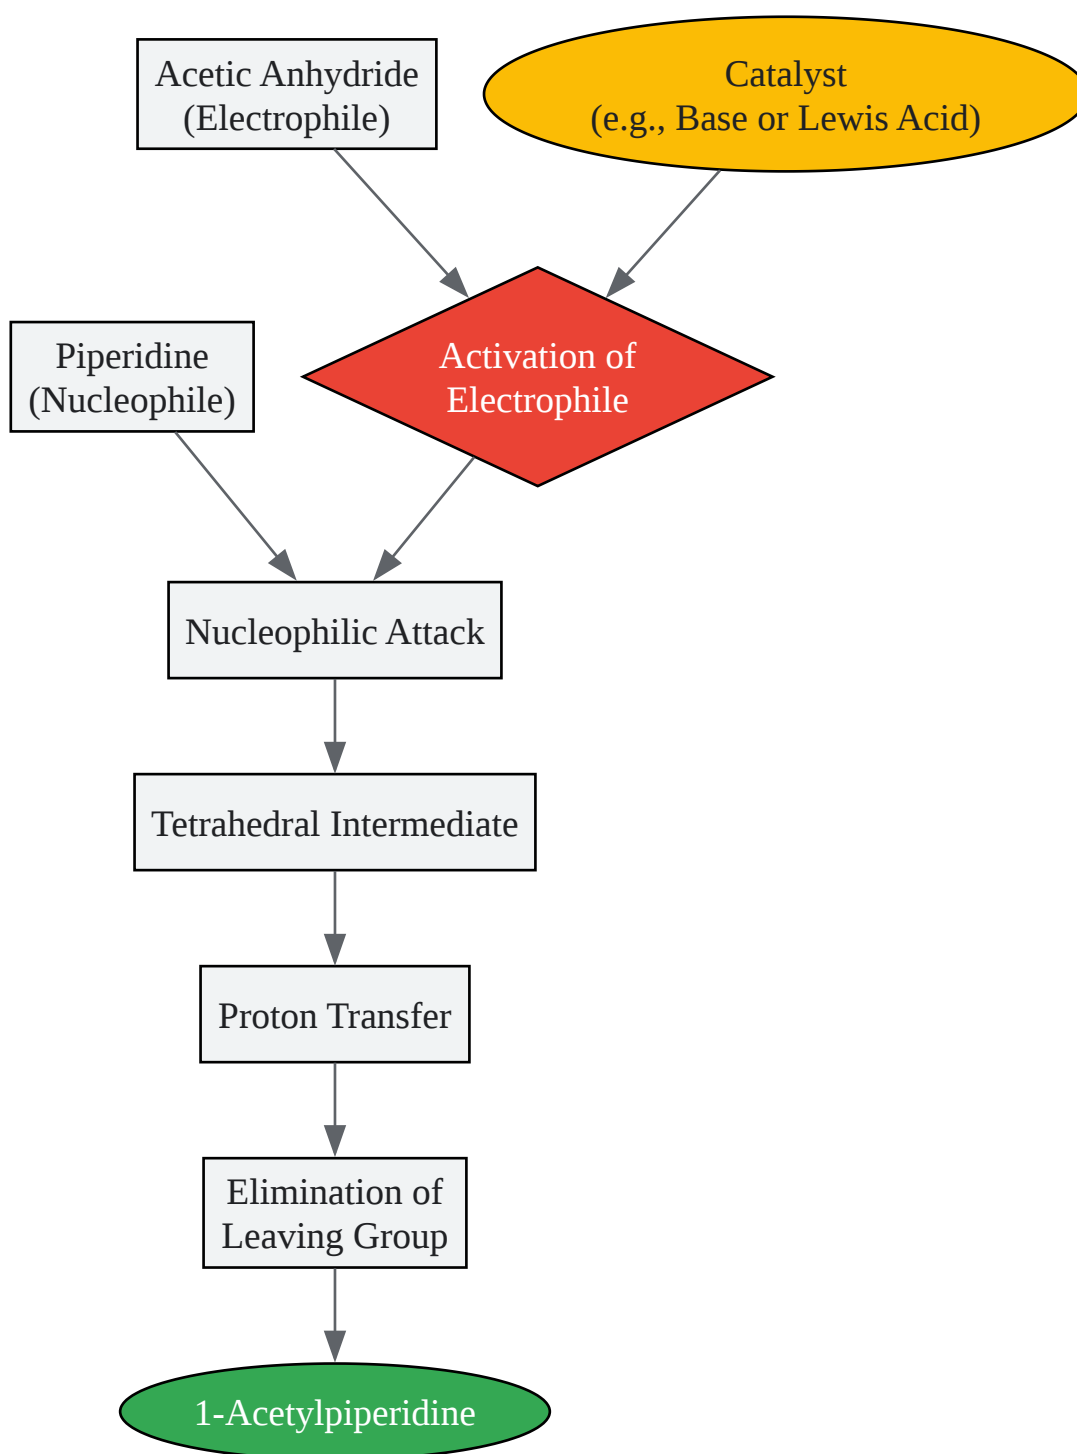 Acetic Anhydride
(Electrophile)
Catalyst
(e.g., Base or Lewis Acid)
Piperidine
(Nucleophile)
Activation of
Electrophile
Nucleophilic Attack
Tetrahedral Intermediate
Proton Transfer
Elimination of
Leaving Group
1-Acetylpiperidine